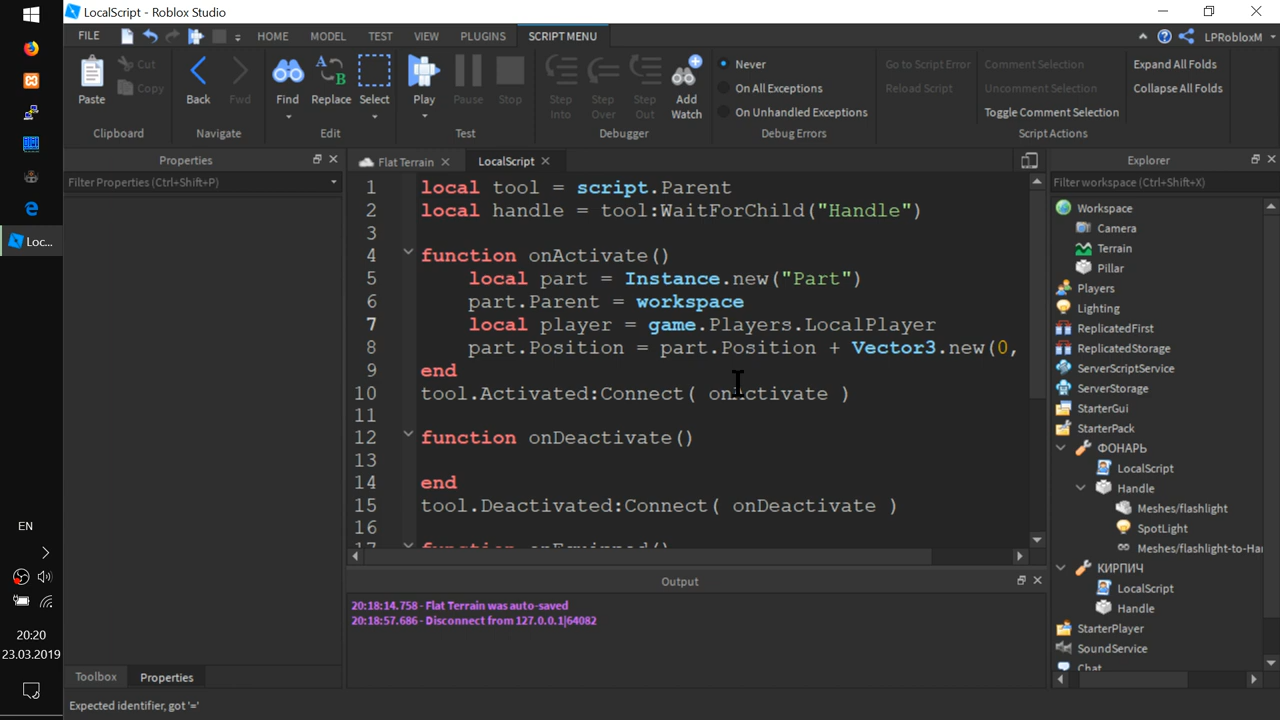 LocalScript - Roblox Studio
FILE
HOME
MODEL
TEST
VIEW
PLUGINS
SCRIPT MENU
LPRobloxM
Paste
Cut
Copy
Clipboard
Back
Fwd
Navigate
Find
Replace
Select
Edit
Play
Pause
Stop
Test
Step Into
Step Over
Step Out
Add Watch
Debugger
Never
On All Exceptions
On Unhandled Exceptions
Debug Errors
Go to Script Error
Reload Script
Comment Selection
Uncomment Selection
Toggle Comment Selection
Expand All Folds
Collapse All Folds
Script Actions
Loc...
EN
20:20
23.03.2019
Properties
Filter Properties (Ctrl+Shift+P)
Toolbox
Properties
Expected identifier, got '='
Flat Terrain
LocalScript
1 local tool = script.Parent
2 local handle = tool:WaitForChild("Handle")
3
4 function onActivate()
5 local part = Instance.new("Part")
6 part.Parent = workspace
7 local player = game.Players.LocalPlayer
8 part.Position = part.Position + Vector3.new(0,
9 end
10 tool.Activated:Connect( onActivate )
11
12 function onDeactivate()
13
14 end
15 tool.Deactivated:Connect( onDeactivate )
16
17 function onEquipped()
Output
20:18:14.758 - Flat Terrain was auto-saved
20:18:57.686 - Disconnect from 127.0.0.1|64082
Explorer
Filter workspace (Ctrl+Shift+X)
Workspace
Camera
Terrain
Pillar
Players
Lighting
ReplicatedFirst
ReplicatedStorage
ServerScriptService
ServerStorage
StarterGui
StarterPack
ФОНАРЬ
LocalScript
Handle
Meshes/flashlight
SpotLight
Meshes/flashlight-to-Ha
КИРПИЧ
LocalScript
Handle
StarterPlayer
SoundService
Chat